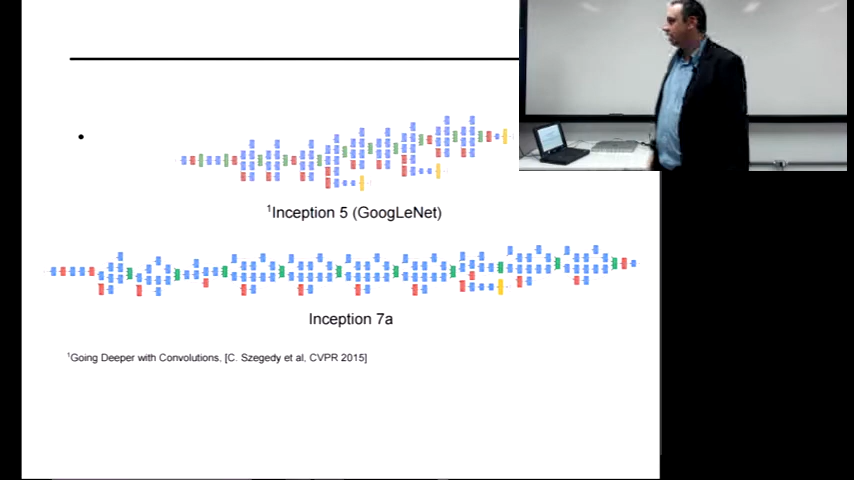 ¹Inception 5 (GoogLeNet)
Inception 7a
¹Going Deeper with Convolutions, [C. Szegedy et al, CVPR 2015]